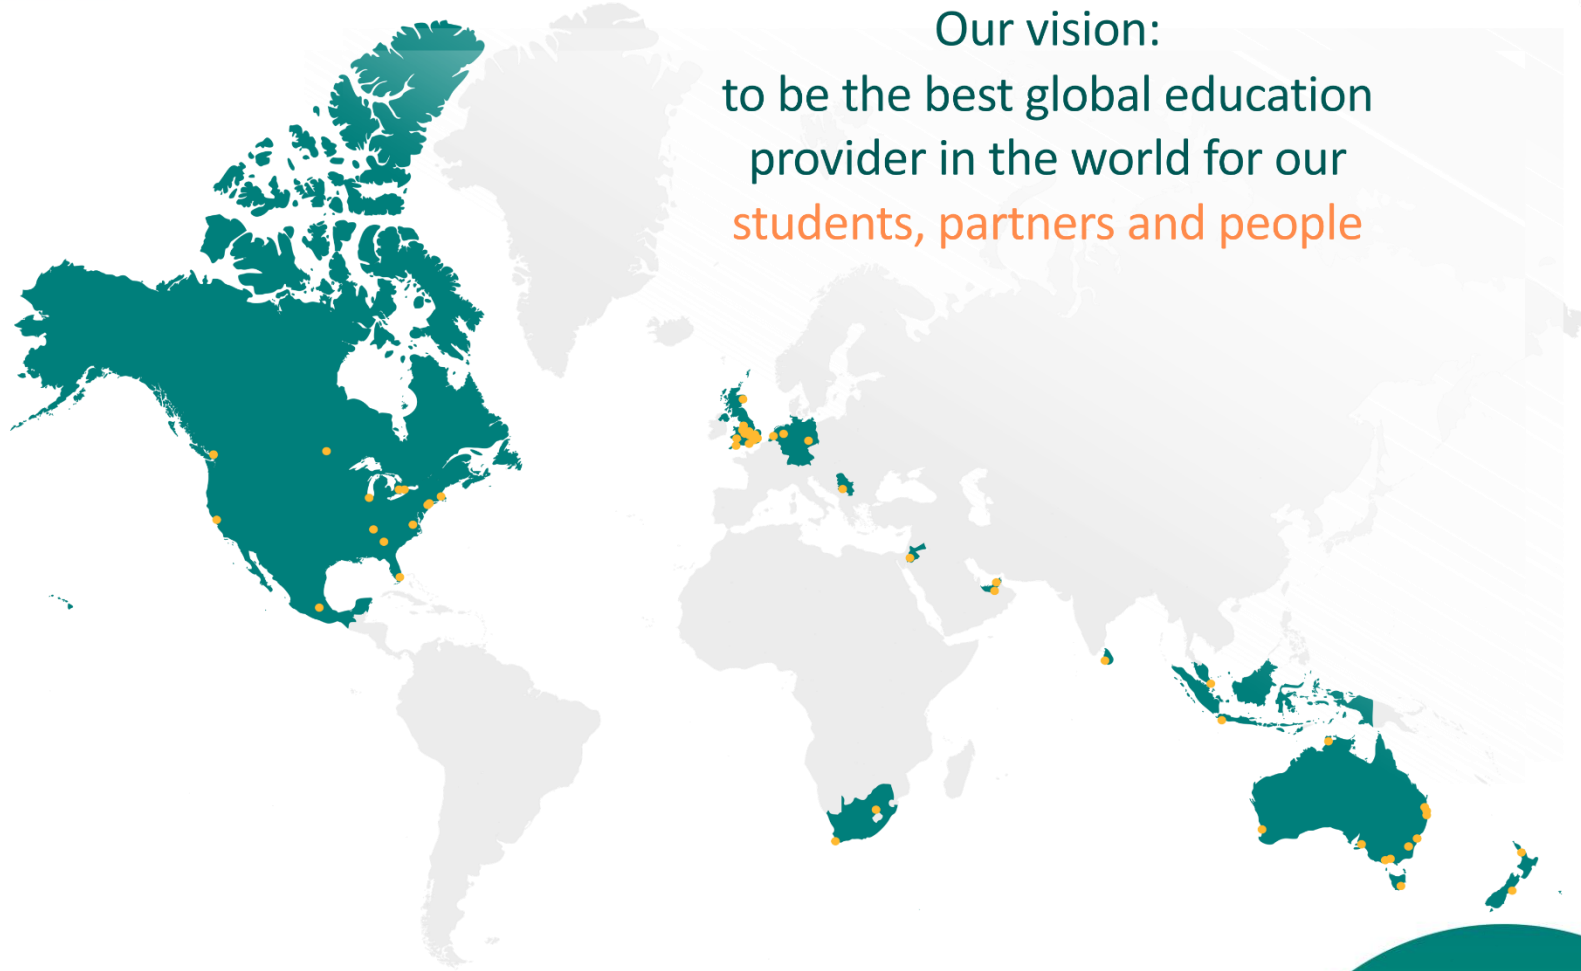 Our vision:
to be the best global education
provider in the world for our
students, partners and people